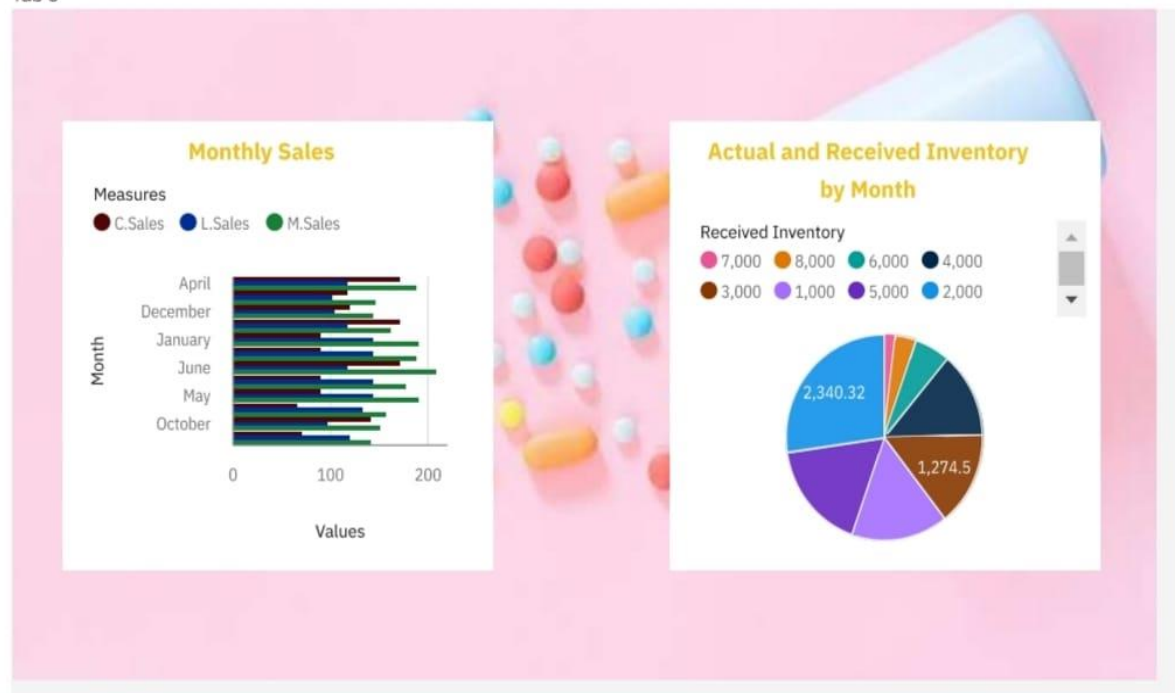 Monthly Sales
Measures
C.Sales L.Sales M.Sales
April
December
January
June
May
October
Month
0 100 200
Values
Actual and Received Inventory
by Month
Received Inventory
7,000 8,000 6,000 4,000
3,000 1,000 5,000 2,000
2,340.32
1,274.5